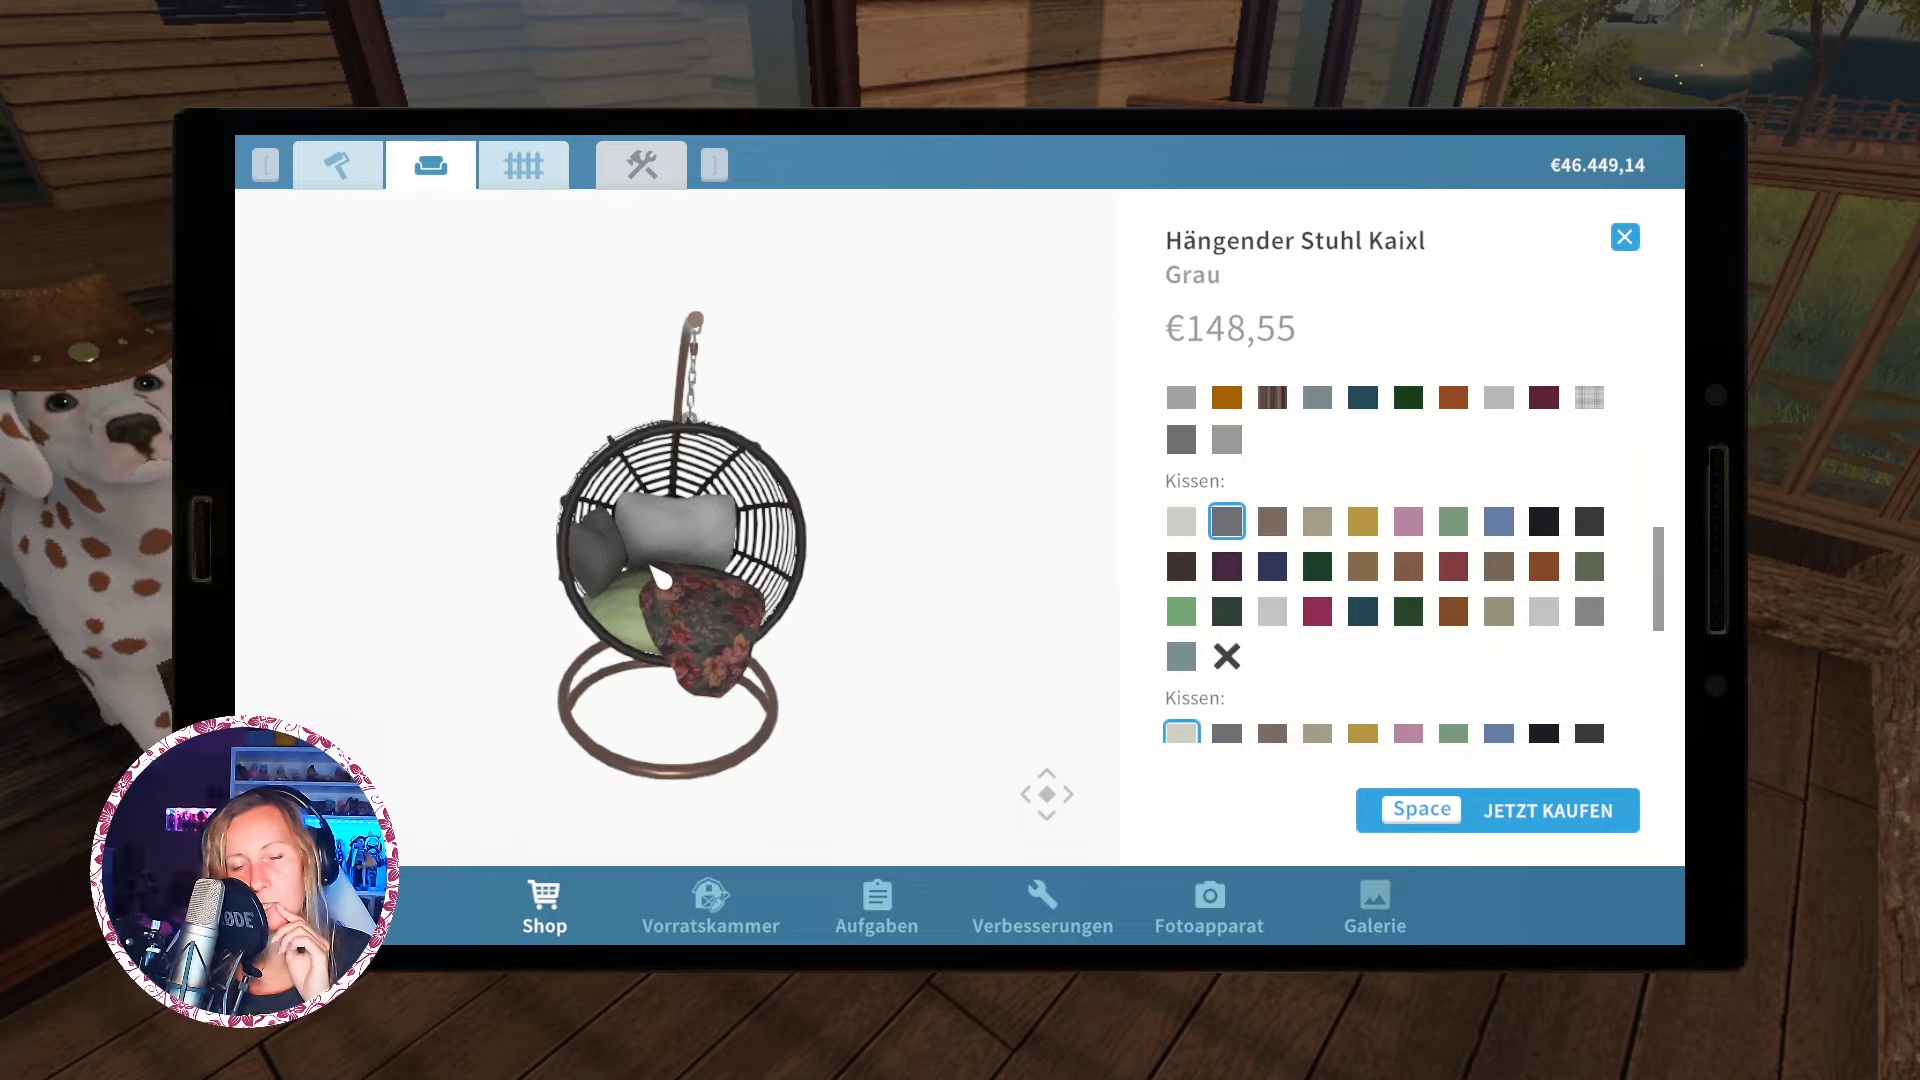 [
]
€46.449,14
Hängender Stuhl Kaixl
Grau
€148,55
Kissen:
Kissen:
Space JETZT KAUFEN
Shop
Vorratskammer
Aufgaben
Verbesserungen
Fotoapparat
Galerie
RØDE